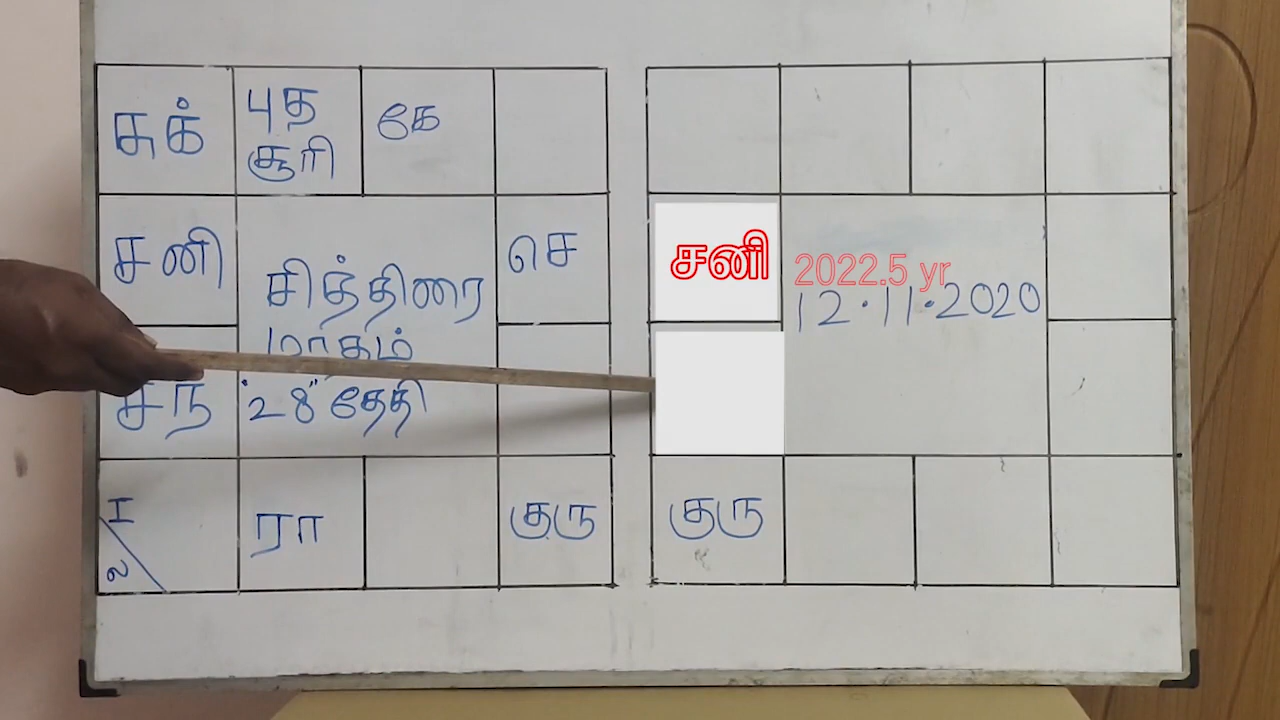 சுக்
புத
சூரி
கே
சனி
செ
சித்திரை
மாதம்
"28" தேதி
சந்
ரா
குரு
ல
சனி
2022.5 yr
12.11.2020
குரு